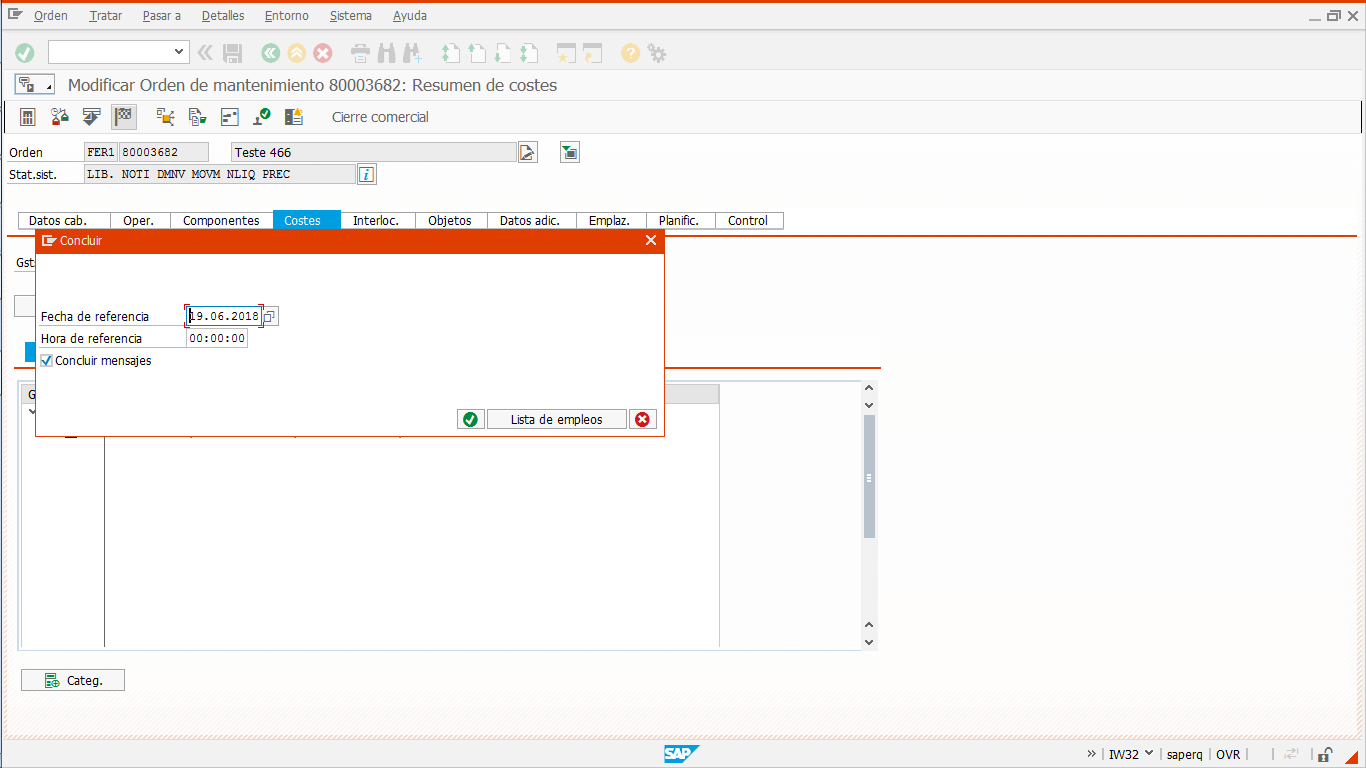 Orden Tratar Pasar a Detalles Entorno Sistema Ayuda
Modificar Orden de mantenimiento 80003682: Resumen de costes
Cierre comercial
Orden FER1 80003682 Teste 466
Stat.sist. LIB. NOTI DMNV MOVM NLIQ PREC
Datos cab. Oper. Componentes Costes Interloc. Objetos Datos adic. Emplaz. Planific. Control
Concluir
Gst
Fecha de referencia 19.06.2018
Hora de referencia 00:00:00
Concluir mensajes
G
Lista de empleos
Categ.
SAP
IW32 saperq OVR